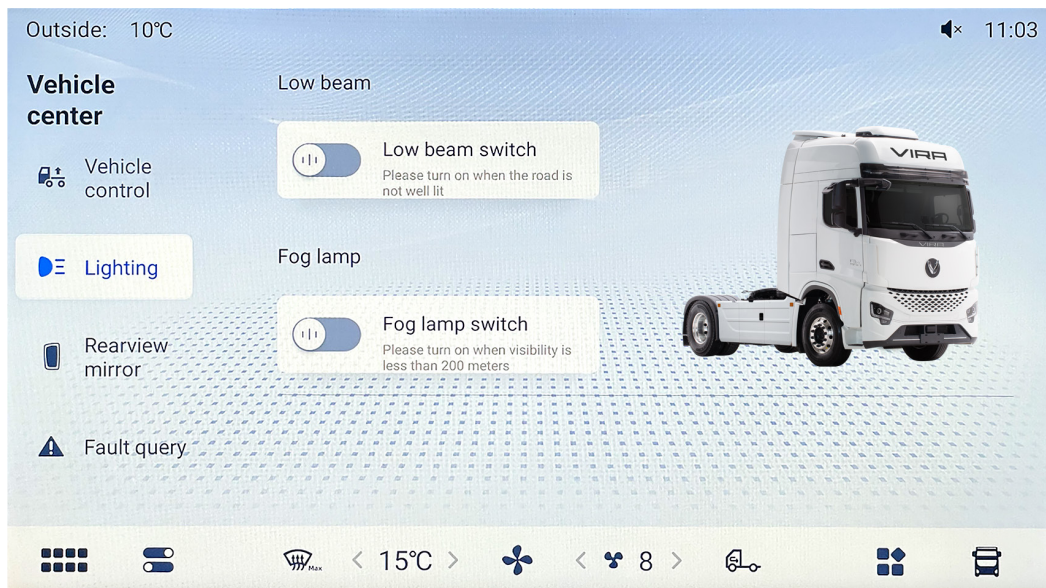 Outside: 10℃
11:03
Vehicle
center
Vehicle
control
Lighting
Rearview
mirror
Fault query
Low beam
Low beam switch
Please turn on when the road is
not well lit
Fog lamp
Fog lamp switch
Please turn on when visibility is
less than 200 meters
VIRA
VIRA
Max
15℃
8